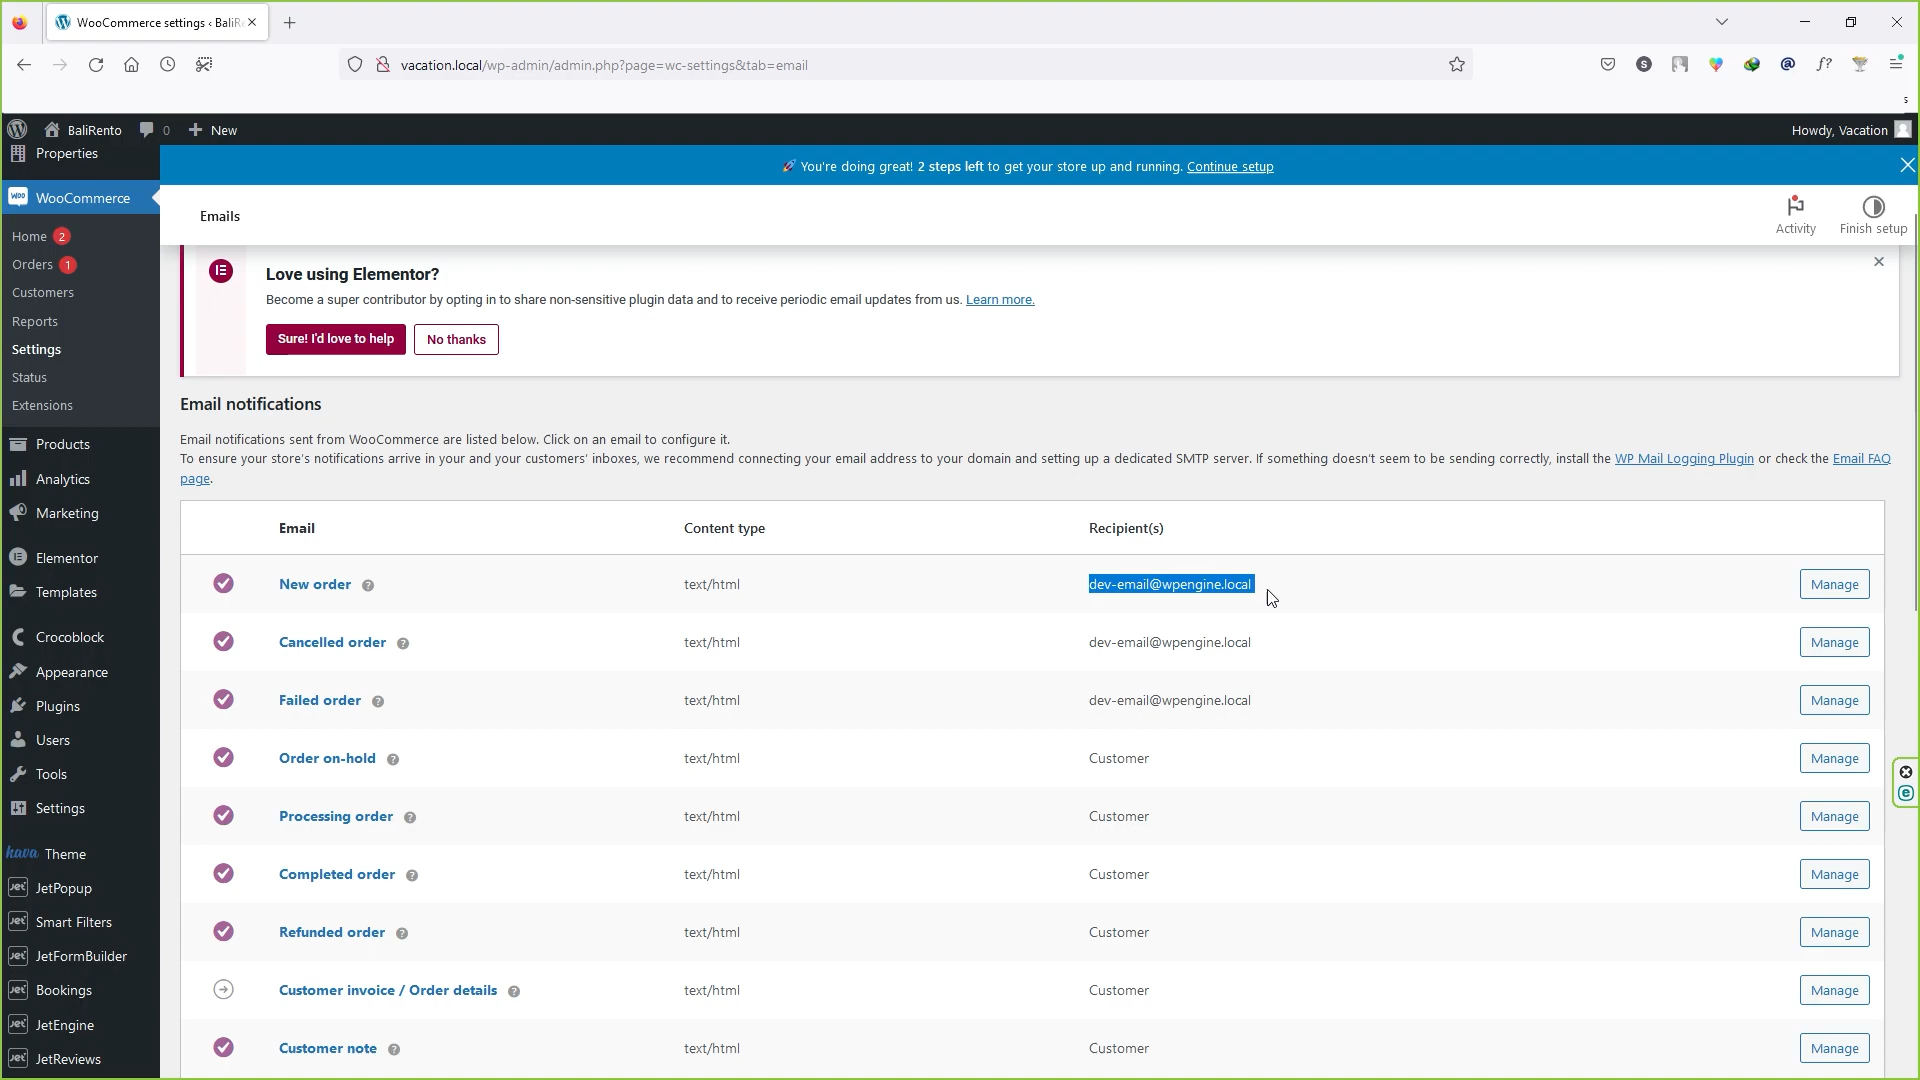 WooCommerce settings ‹ BaliR
vacation.local/wp-admin/admin.php?page=wc-settings&tab=email
S
f?
s
BaliRento
0
New
Howdy, Vacation
Properties
🚀 You're doing great! 2 steps left to get your store up and running. Continue setup
Woo
WooCommerce
Emails
Activity
Finish setup
Home 2
Orders 1
Customers
Reports
Settings
Status
Extensions
Products
Analytics
Marketing
Elementor
Templates
Crocoblock
Appearance
Plugins
Users
Tools
Settings
hava Theme
Jet JetPopup
Jet Smart Filters
Jet JetFormBuilder
Jet Bookings
Jet JetEngine
Jet JetReviews
Love using Elementor?
Become a super contributor by opting in to share non-sensitive plugin data and to receive periodic email updates from us. Learn more.
Sure! I'd love to help
No thanks
Email notifications
Email notifications sent from WooCommerce are listed below. Click on an email to configure it.
To ensure your store's notifications arrive in your and your customers' inboxes, we recommend connecting your email address to your domain and setting up a dedicated SMTP server. If something doesn't seem to be sending correctly, install the WP Mail Logging Plugin or check the Email FAQ
page.
Email Content type Recipient(s)
New order ? text/html dev-email@wpengine.local Manage
Cancelled order ? text/html dev-email@wpengine.local Manage
Failed order ? text/html dev-email@wpengine.local Manage
Order on-hold ? text/html Customer Manage
Processing order ? text/html Customer Manage
Completed order ? text/html Customer Manage
Refunded order ? text/html Customer Manage
Customer invoice / Order details ? text/html Customer Manage
Customer note ? text/html Customer Manage